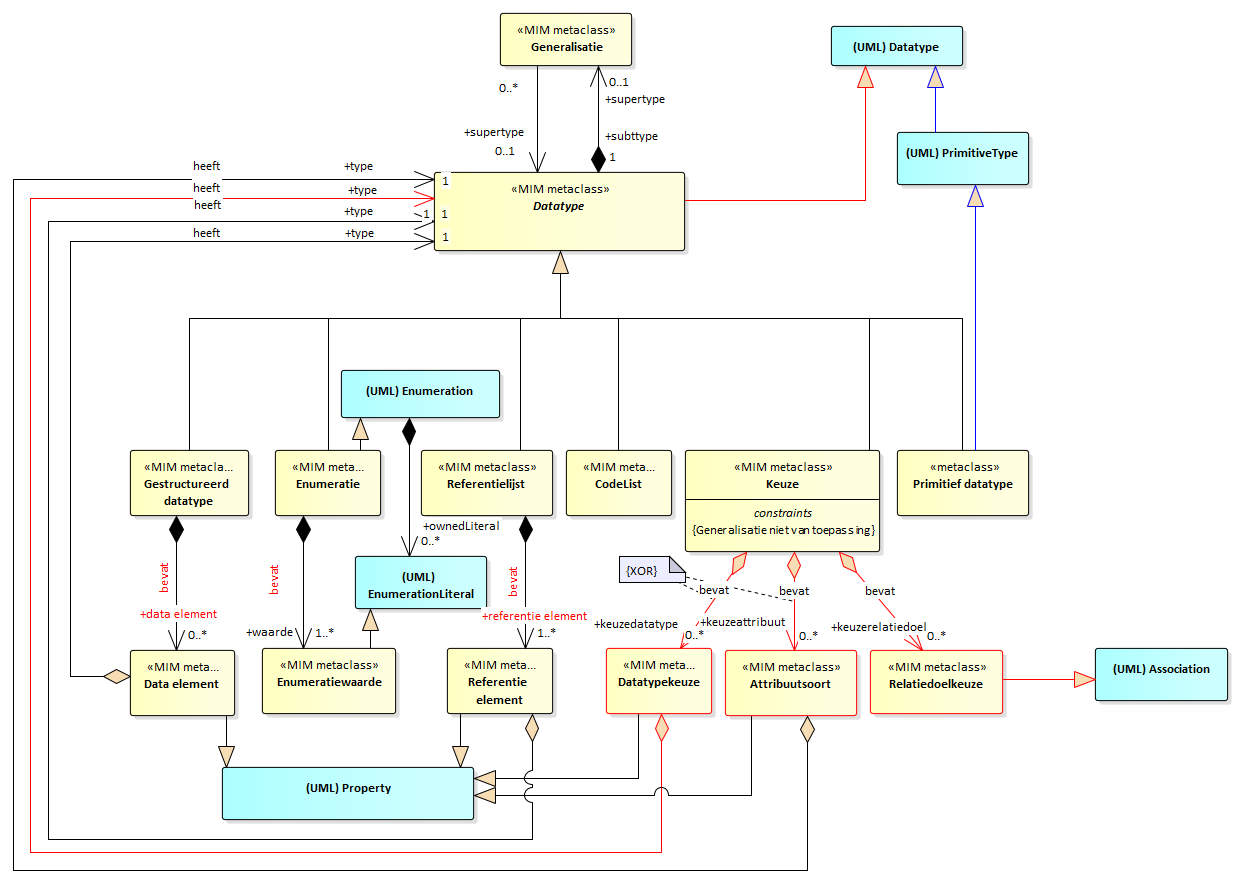 «MIM metaclass»
Generalisatie
(UML) Datatype
0..*
0..1
+supertype
+supertype
+subttype
0..1
1
(UML) PrimitiveType
heeft
+type
1
«MIM metaclass»
Datatype
heeft
+type
heeft
+type
1
1
heeft
+type
1
(UML) Enumeration
«MIM metacla...
Gestructureerd
datatype
«MIM meta...
Enumeratie
«MIM metaclass»
Referentielijst
«MIM meta...
CodeList
«MIM metaclass»
Keuze
constraints
{Generalisatie niet van toepassing}
«metaclass»
Primitief datatype
+ownedLiteral
0..*
bevat
bevat
bevat
(UML)
EnumerationLiteral
{XOR}
bevat
bevat
bevat
+data element
0..*
+waarde
1..*
+referentie element
1..*
+keuzedatatype
0..*
+keuzeattribuut
0..*
+keuzerelatiedoel
0..*
«MIM meta...
Data element
«MIM metaclass»
Enumeratiewaarde
«MIM meta...
Referentie
element
«MIM meta...
Datatypekeuze
«MIM metaclass»
Attribuutsoort
«MIM metaclass»
Relatiedoelkeuze
(UML) Association
(UML) Property